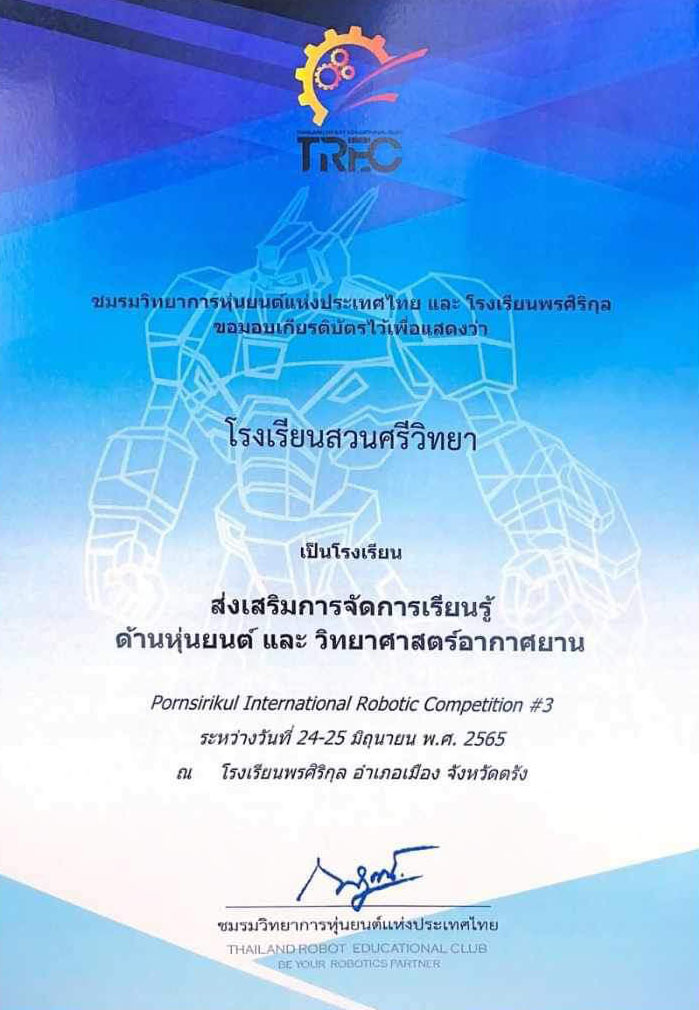 THAILAND ROBOT EDUCATIONAL CLUB
TREC
ชมรมวิทยาการหุ่นยนต์แห่งประเทศไทย และ โรงเรียนพรศิริกุล
ขอมอบเกียรติบัตรไว้เพื่อแสดงว่า
โรงเรียนสวนศรีวิทยา
เป็นโรงเรียน
ส่งเสริมการจัดการเรียนรู้
ด้านหุ่นยนต์ และ วิทยาศาสตร์อากาศยาน
Pornsirikul International Robotic Competition #3
ระหว่างวันที่ 24-25 มิถุนายน พ.ศ. 2565
ณ โรงเรียนพรศิริกุล อำเภอเมือง จังหวัดตรัง
ชมรมวิทยาการหุ่นยนต์แห่งประเทศไทย
THAILAND ROBOT EDUCATIONAL CLUB
BE YOUR ROBOTICS PARTNER